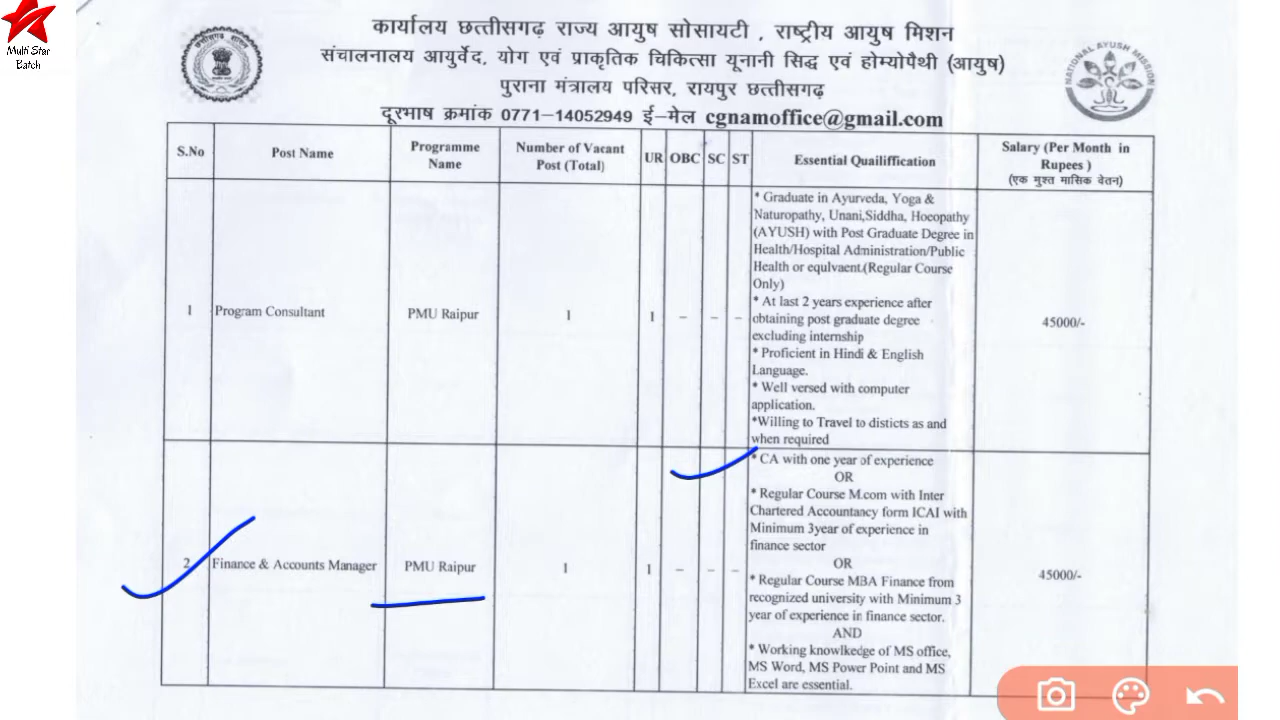 Multi Star
Batch
कार्यालय छत्तीसगढ़ राज्य आयुष सोसायटी , राष्ट्रीय आयुष मिशन
संचालनालय आयुर्वेद, योग एवं प्राकृतिक चिकित्सा यूनानी सिद्ध एवं होम्योपैथी (आयुष)
पुराना मंत्रालय परिसर, रायपुर छत्तीसगढ़
दूरभाष क्रमांक 0771-14052949 ई-मेल cgnamoffice@gmail.com
NATIONAL AYUSH MISSION
S.No Post Name Programme Name Number of Vacant Post (Total) UR OBC SC ST Essential Quailiffication Salary (Per Month in Rupees ) (एक मुश्त मासिक वेतन)
1 Program Consultant PMU Raipur 1 1 – – – 45000/-
* Graduate in Ayurveda, Yoga &
Naturopathy, Unani,Siddha, Hoeopathy
(AYUSH) with Post Graduate Degree in
Health/Hospital Administration/Public
Health or equlvaent.(Regular Course
Only)
* At last 2 years experience after
obtaining post graduate degree
excluding internship
* Proficient in Hindi & English
Language.
* Well versed with computer
application.
*Willing to Travel to disticts as and
when required
2 Finance & Accounts Manager PMU Raipur 1 1 – – – 45000/-
* CA with one year of experience
OR
* Regular Course M.com with Inter
Chartered Accountancy form ICAI with
Minimum 3year of experience in
finance sector
OR
* Regular Course MBA Finance from
recognized university with Minimum 3
year of experience in finance sector.
AND
* Working knowlkedge of MS office,
MS Word, MS Power Point and MS
Excel are essential.